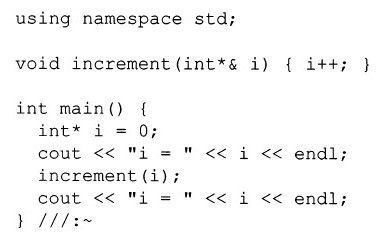 using namespace std;
void increment(int*& i) { i++; }
int main() {
int* i = 0;
cout << "i = " << i << endl;
increment(i);
cout << "i = " << i << endl;
} ///:~